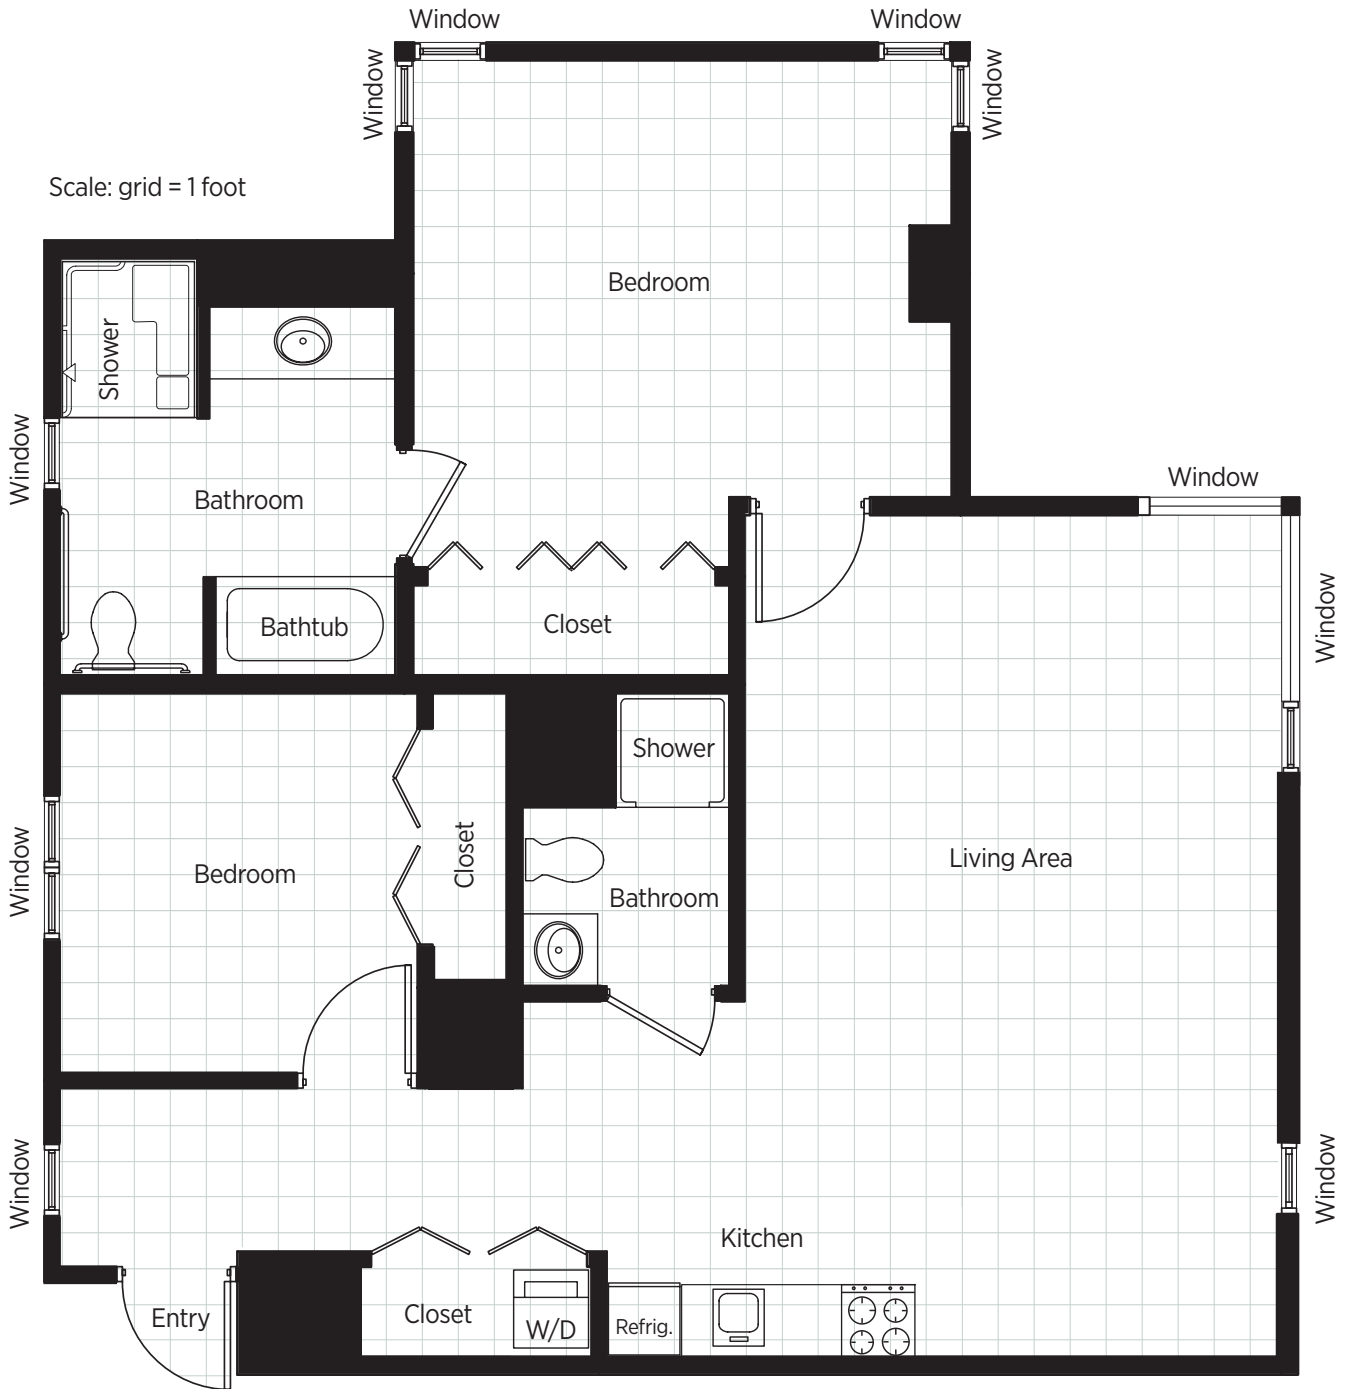 Window
Window
Window
Window
Scale: grid = 1 foot
Bedroom
Shower
Window
Window
Bathroom
Window
Bathtub
Closet
Shower
Closet
Living Area
Window
Bedroom
Bathroom
Window
Window
Kitchen
Closet
Entry
Refrig.
W/D